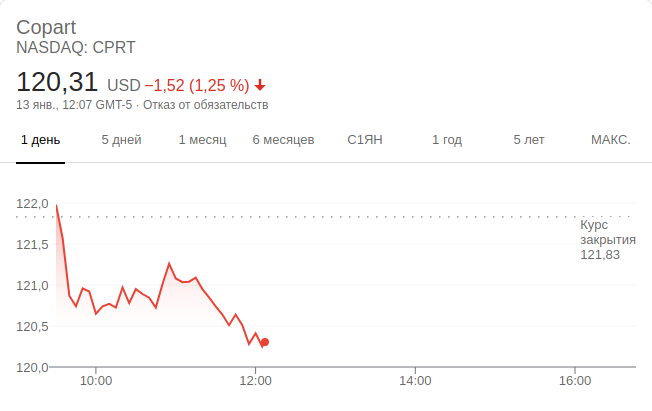 Copart
NASDAQ: CPRT
120,31 USD −1,52 (1,25 %)
13 янв., 12:07 GMT-5 · Отказ от обязательств
1 день 5 дней 1 месяц 6 месяцев С1ЯН 1 год 5 лет МАКС.
122,0
Курс
закрытия
121,83
121,5
121,0
120,5
120,0
10:00 12:00 14:00 16:00